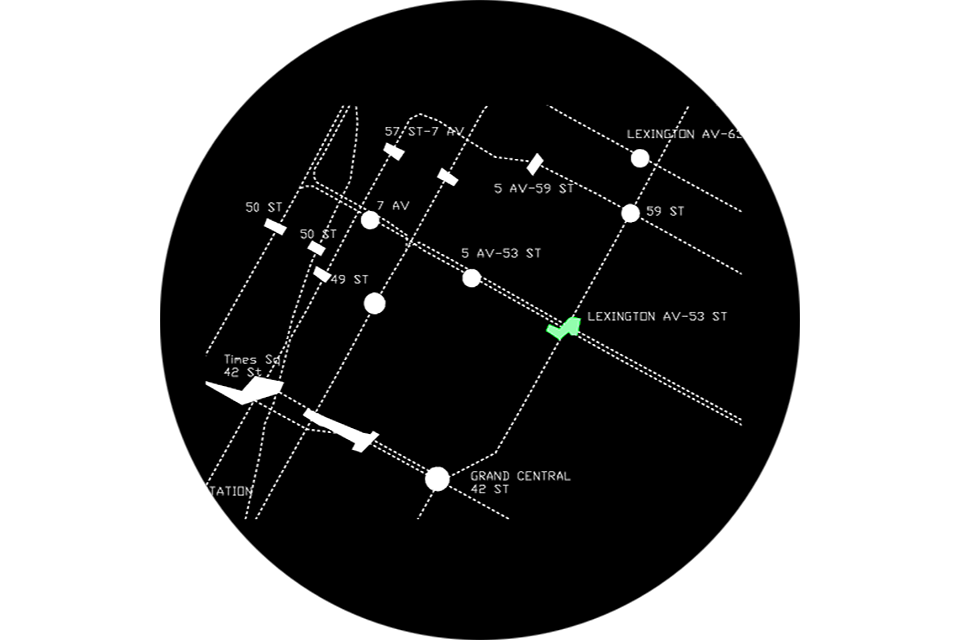 LEXINGTON AV-63
57 ST-7 AV
5 AV-59 ST
7 AV
50 ST
59 ST
50 ST
5 AV-53 ST
49 ST
LEXINGTON AV-53 ST
Times Sq
42 St
GRAND CENTRAL
42 ST
TATION